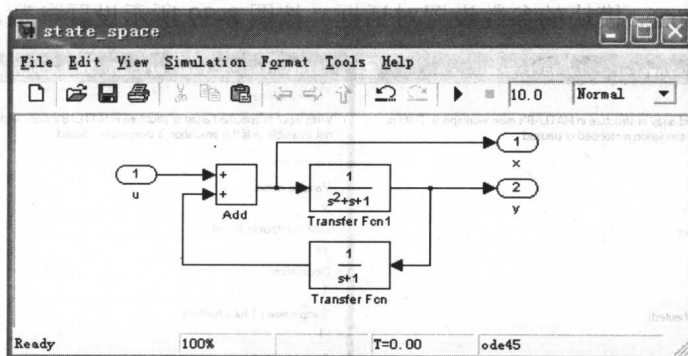 state_space
File Edit View Simulation Format Tools Help
10.0 Normal
1
u
+
+
Add
1
s²+s+1
Transfer Fcn1
1
s+1
Transfer Fcn
1
x
2
y
Ready 100% T=0.00 ode45